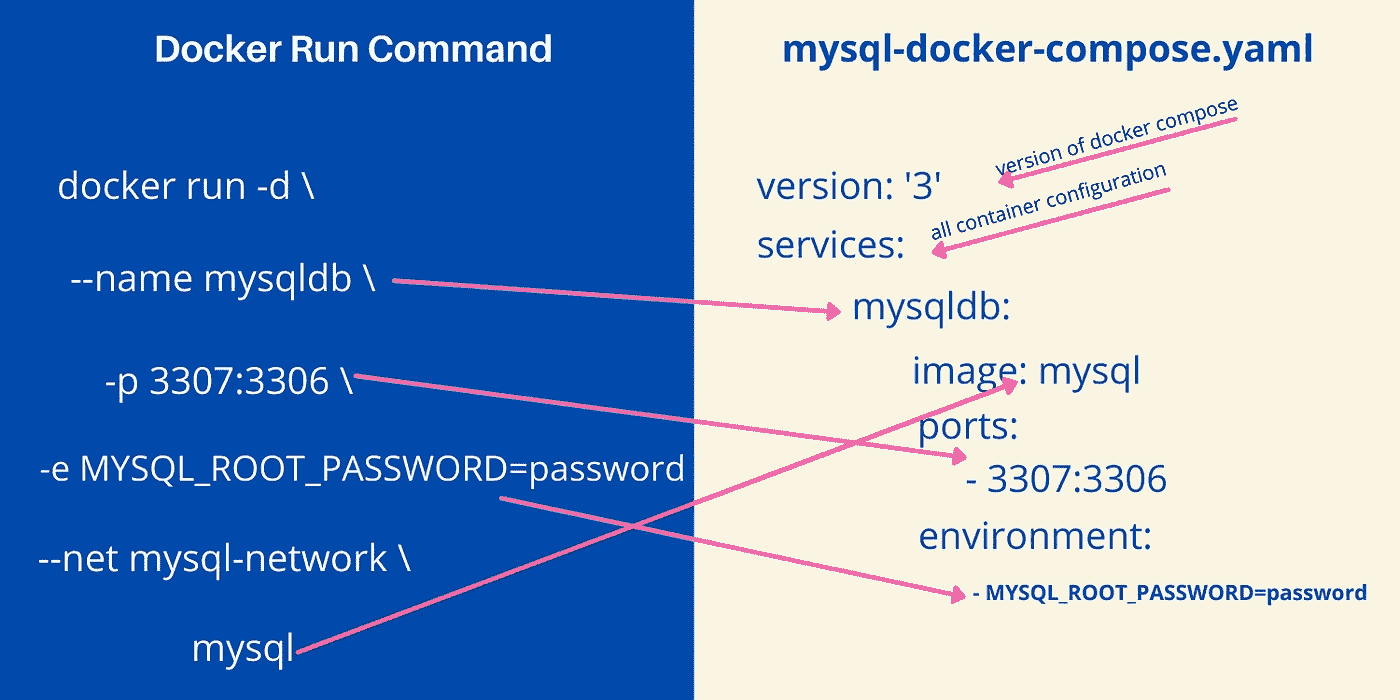 Docker Run Command
docker run -d \
--name mysqldb \
-p 3307:3306 \
-e MYSQL_ROOT_PASSWORD=password
--net mysql-network \
mysql
mysql-docker-compose.yaml
version of docker compose
version: '3'
all container configuration
services:
mysqldb:
image: mysql
ports:
- 3307:3306
environment:
- MYSQL_ROOT_PASSWORD=password